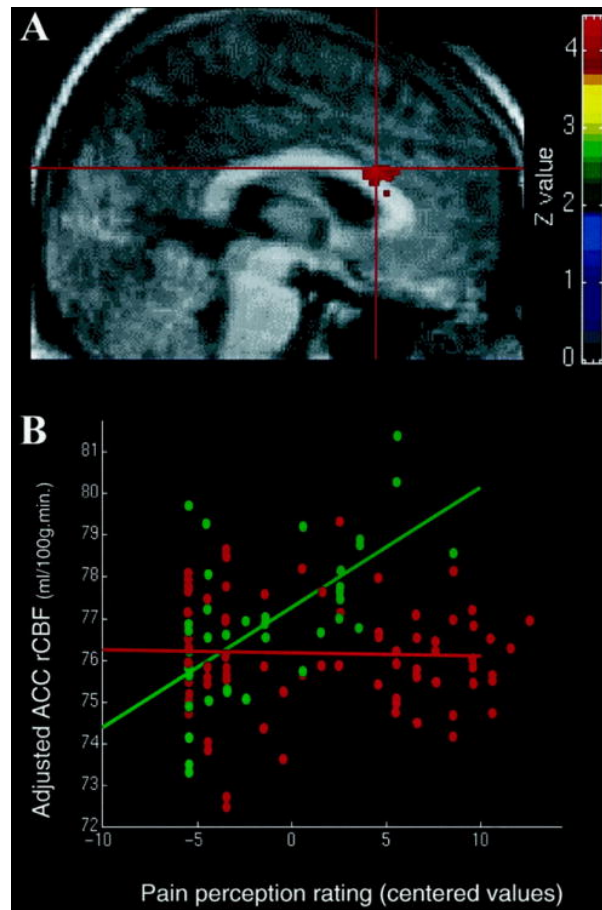 A
4
3
2
1
0
Z value
B
81
80
79
78
77
76
75
74
73
72
Adjusted ACC rCBF (ml/100g.min.)
-10 -5 0 5 10
Pain perception rating (centered values)